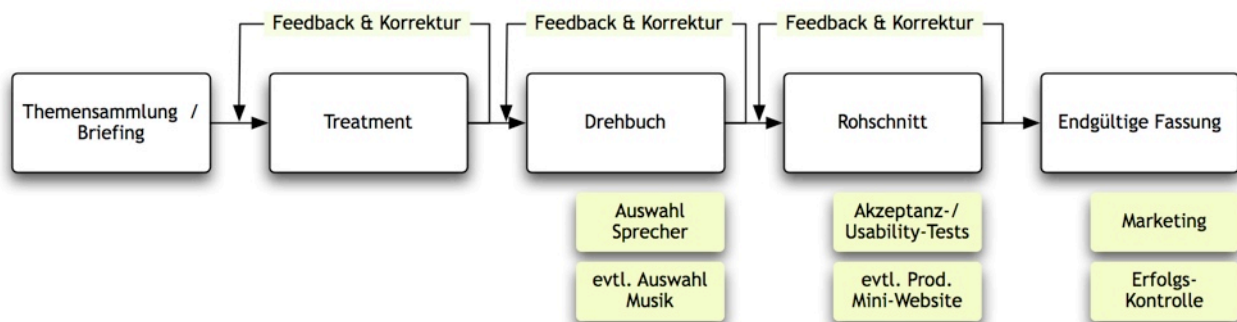 Feedback & Korrektur
Feedback & Korrektur
Feedback & Korrektur
Themensammlung /
Briefing
Treatment
Drehbuch
Rohschnitt
Endgültige Fassung
Auswahl
Sprecher
Akzeptanz-/
Usability-Tests
Marketing
evtl. Auswahl
Musik
evtl. Prod.
Mini-Website
Erfolgs-
Kontrolle